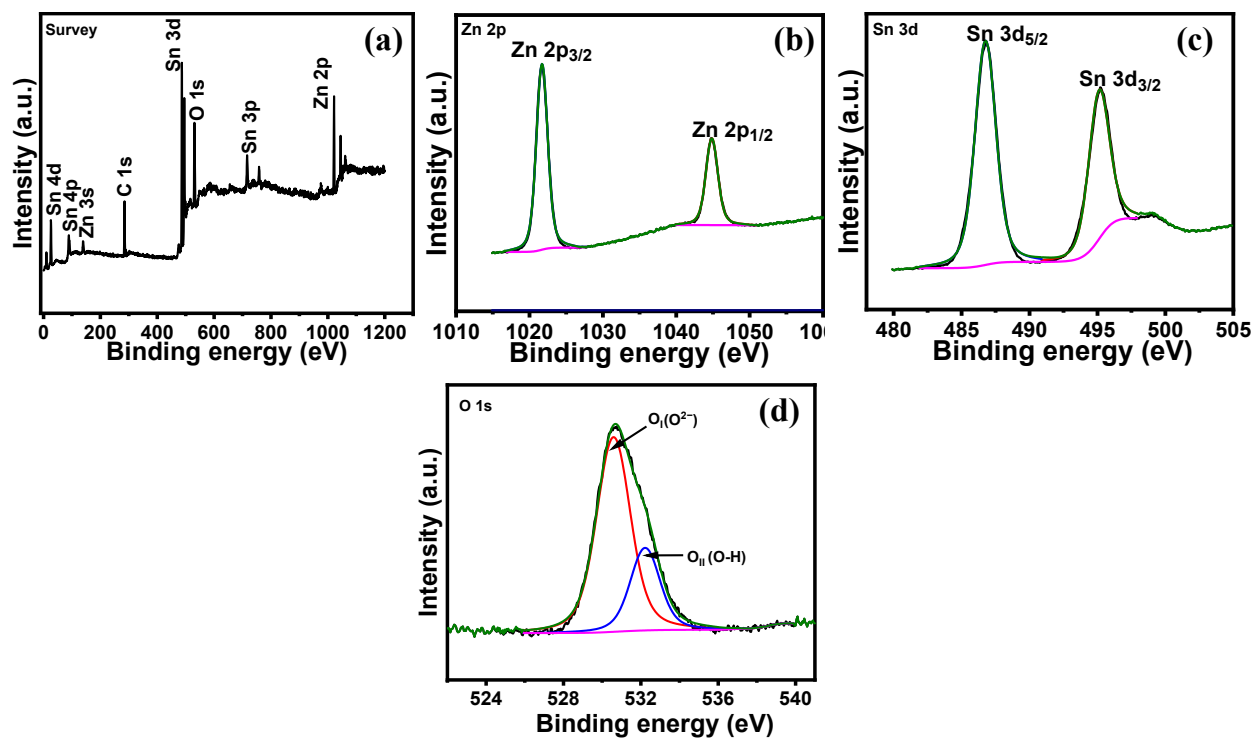 Survey
(a)
Sn 4d
Sn 4p
Zn 3s
C 1s
Sn 3d
O 1s
Sn 3p
Zn 2p
Intensity (a.u.)
0 200 400 600 800 1000 1200
Binding energy (eV)
Zn 2p
(b)
Zn 2p3/2
Zn 2p1/2
Intensity (a.u.)
1010 1020 1030 1040 1050
Binding energy (eV)
Sn 3d
(c)
Sn 3d5/2
Sn 3d3/2
Intensity (a.u.)
480 485 490 495 500 505
Binding energy (eV)
O 1s
(d)
OI(O2−)
OII (O-H)
Intensity (a.u.)
524 528 532 536 540
Binding energy (eV)